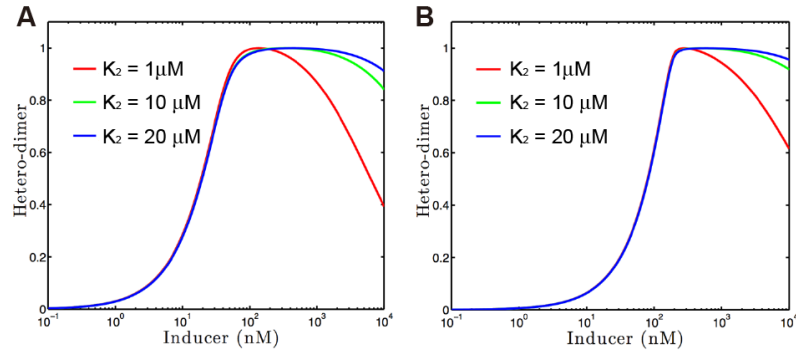 A
K₂ = 1μM
K₂ = 10 μM
K₂ = 20 μM
Hetero-dimer
1
0.8
0.6
0.4
0.2
0
10⁻¹
10⁰
10¹
10²
10³
10⁴
Inducer (nM)
B
K₂ = 1μM
K₂ = 10 μM
K₂ = 20 μM
Hetero-dimer
1
0.8
0.6
0.4
0.2
0
10⁻¹
10⁰
10¹
10²
10³
10⁴
Inducer (nM)